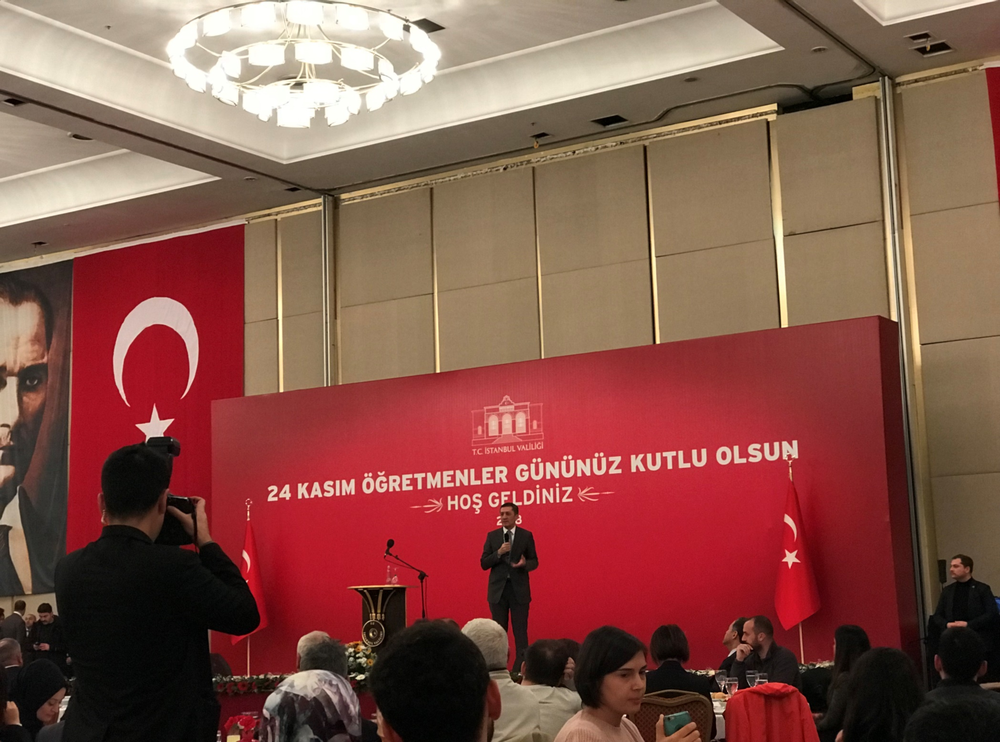 T.C. İSTANBUL VALİLİĞİ
24 KASIM ÖĞRETMENLER GÜNÜNÜZ KUTLU OLSUN
HOŞ GELDİNİZ